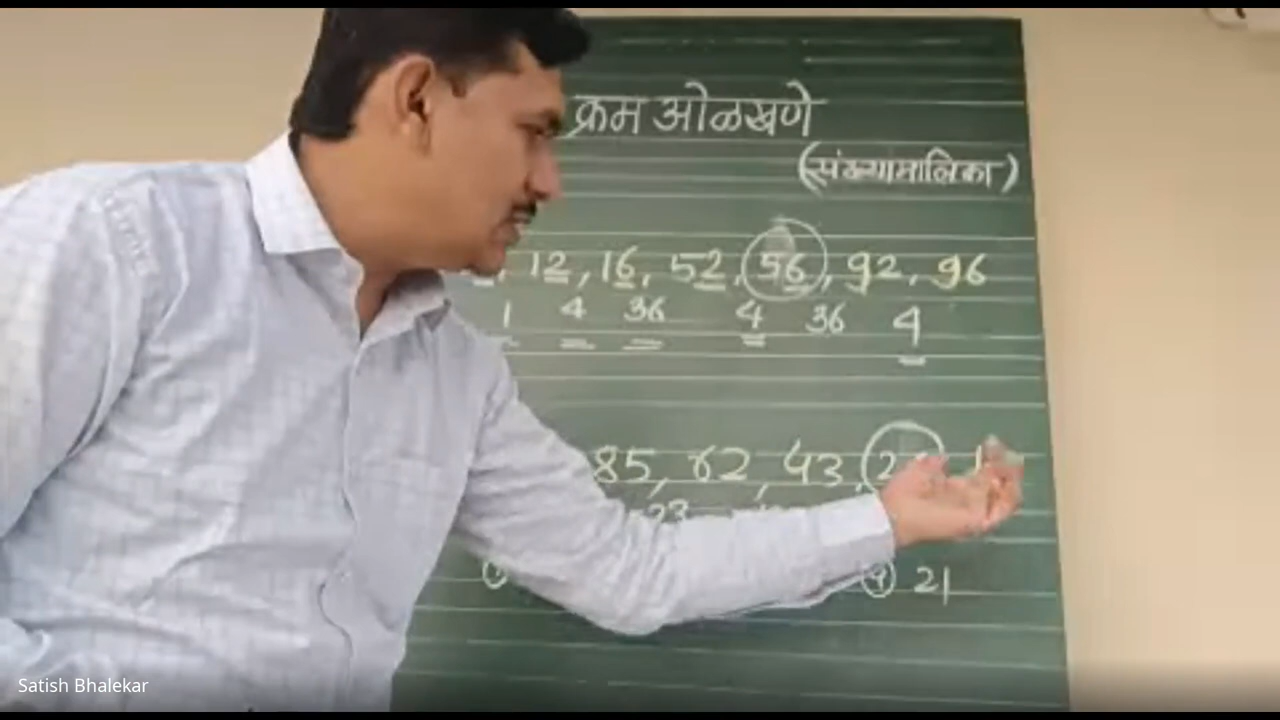 क्रम ओळखणे
(संख्यामालिका)
12, 16, 52, 56, 92, 96
1 4 36 4 36 4
85, 62, 43,
23
21
Satish Bhalekar